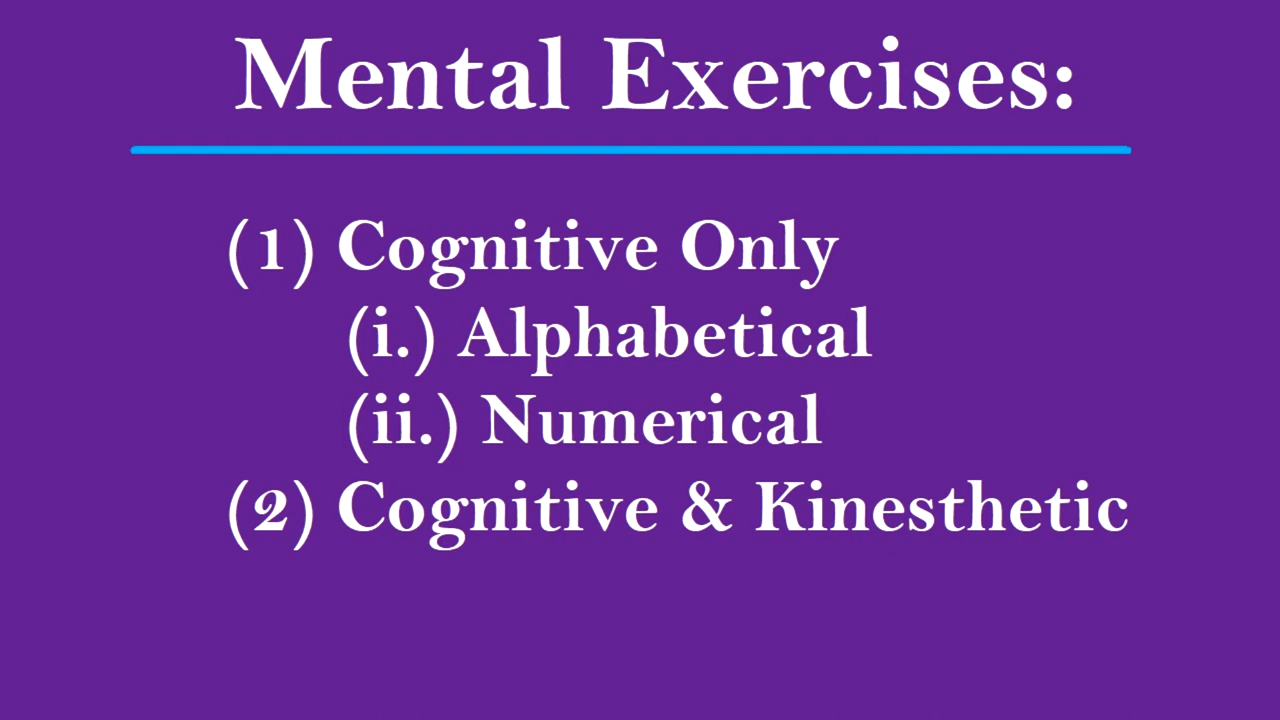 Mental Exercises:
(1) Cognitive Only
(i.) Alphabetical
(ii.) Numerical
(2) Cognitive & Kinesthetic